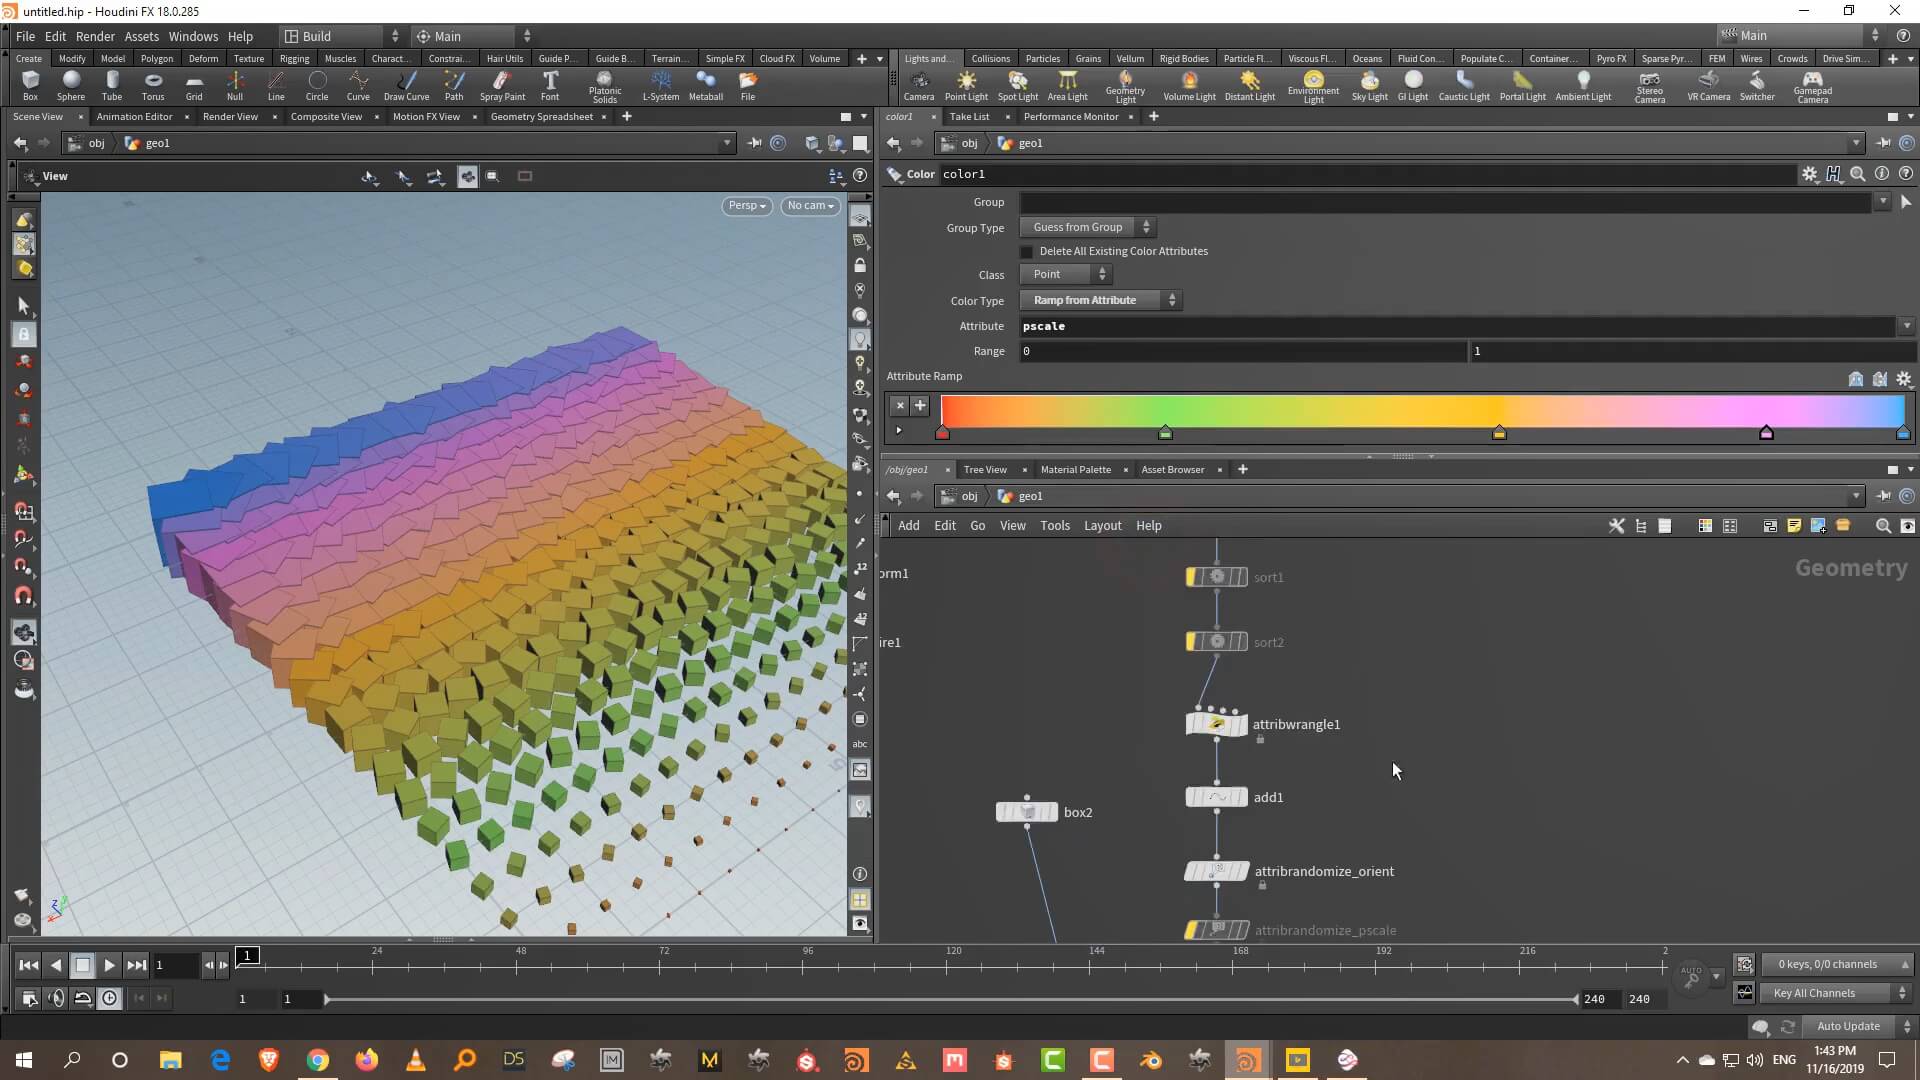 untitled.hip - Houdini FX 18.0.285
File Edit Render Assets Windows Help Build Main Main
Create Modify Model Polygon Deform Texture Rigging Muscles Charact... Constrai... Hair Utils Guide P... Guide B... Terrain... Simple FX Cloud FX Volume
Lights and... Collisions Particles Grains Vellum Rigid Bodies Particle Fl... Viscous Fl... Oceans Fluid Con... Populate C... Container... Pyro FX Sparse Pyr... FEM Wires Crowds Drive Sim...
Box Sphere Tube Torus Grid Null Line Circle Curve Draw Curve Path Spray Paint Font Platonic Solids L-System Metaball File
Camera Point Light Spot Light Area Light Geometry Light Volume Light Distant Light Environment Light Sky Light GI Light Caustic Light Portal Light Ambient Light Stereo Camera VR Camera Switcher Gamepad Camera
Scene View Animation Editor Render View Composite View Motion FX View Geometry Spreadsheet
color1 Take List Performance Monitor
obj geo1
obj geo1
View
Persp No cam
Color color1
Group
Group Type Guess from Group
Delete All Existing Color Attributes
Class Point
Color Type Ramp from Attribute
Attribute pscale
Range 0 1
Attribute Ramp
/obj/geo1 Tree View Material Palette Asset Browser
obj geo1
Add Edit Go View Tools Layout Help
Geometry
orm1
ire1
sort1
sort2
attribwrangle1
add1
box2
attribrandomize_orient
attribrandomize_pscale
12
12
abc
1 1 24 48 72 96 120 144 168 192 216 2
AUTO
0 keys, 0/0 channels
1 1 240 240
Key All Channels
Auto Update
DS
ENG
1:43 PM
11/16/2019